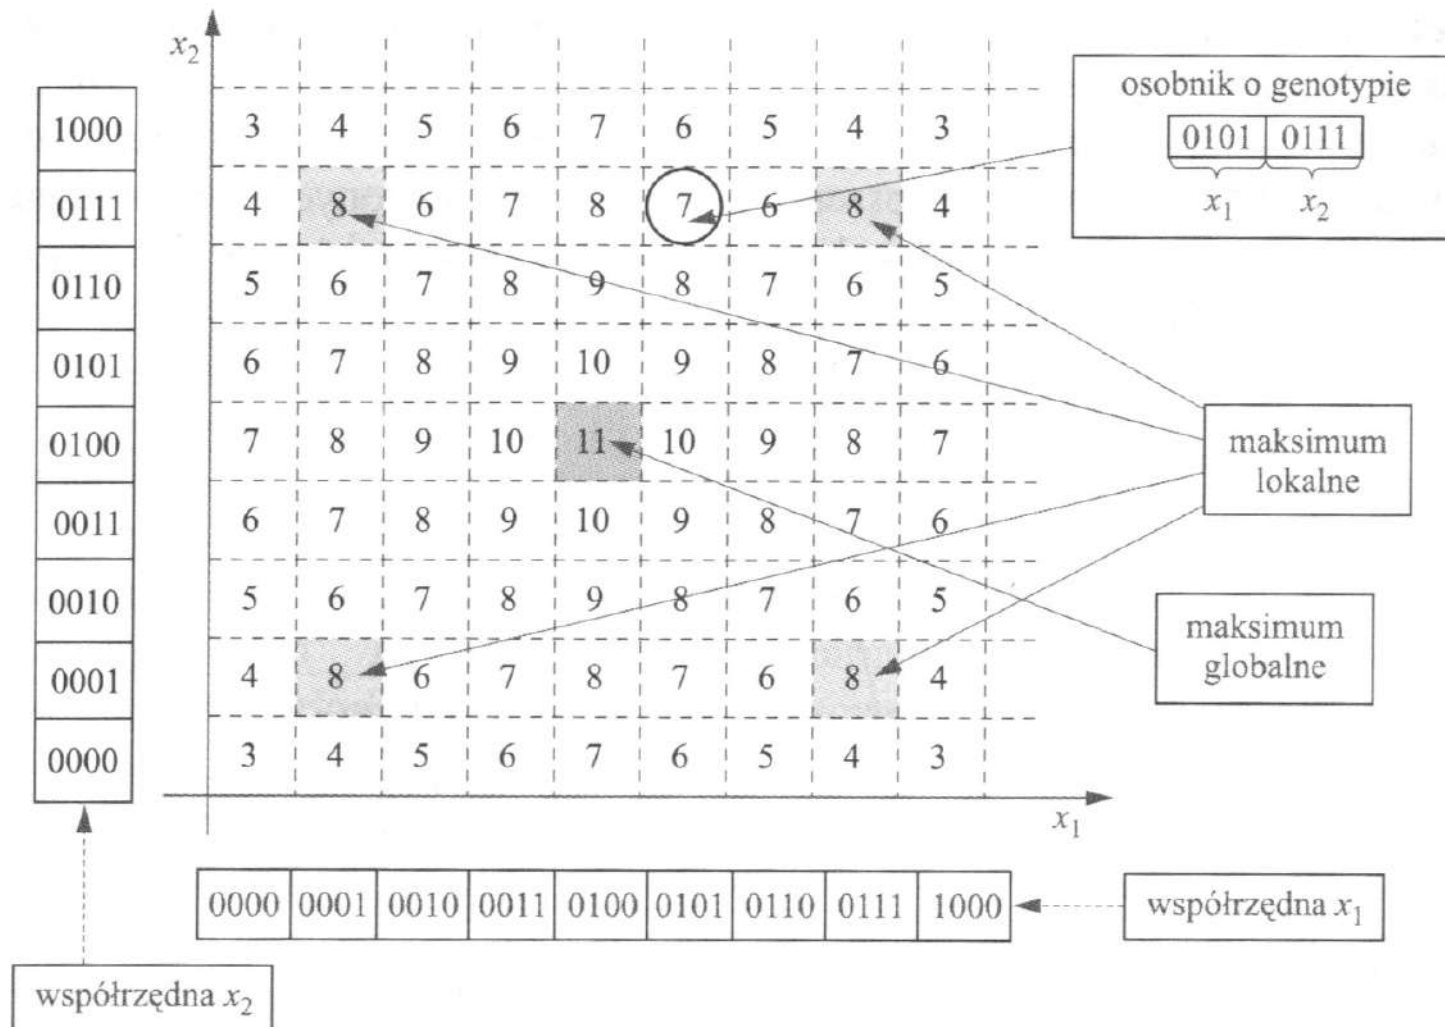 x₂
osobnik o genotypie
0101 0111
x₁ x₂
1000 3 4 5 6 7 6 5 4 3
0111 4 8 6 7 8 7 6 8 4
0110 5 6 7 8 9 8 7 6 5
0101 6 7 8 9 10 9 8 7 6
0100 7 8 9 10 11 10 9 8 7
maksimum
lokalne
0011 6 7 8 9 10 9 8 7 6
0010 5 6 7 8 9 8 7 6 5
maksimum
globalne
0001 4 8 6 7 8 7 6 8 4
0000 3 4 5 6 7 6 5 4 3
x₁
0000 0001 0010 0011 0100 0101 0110 0111 1000
współrzędna x₁
współrzędna x₂